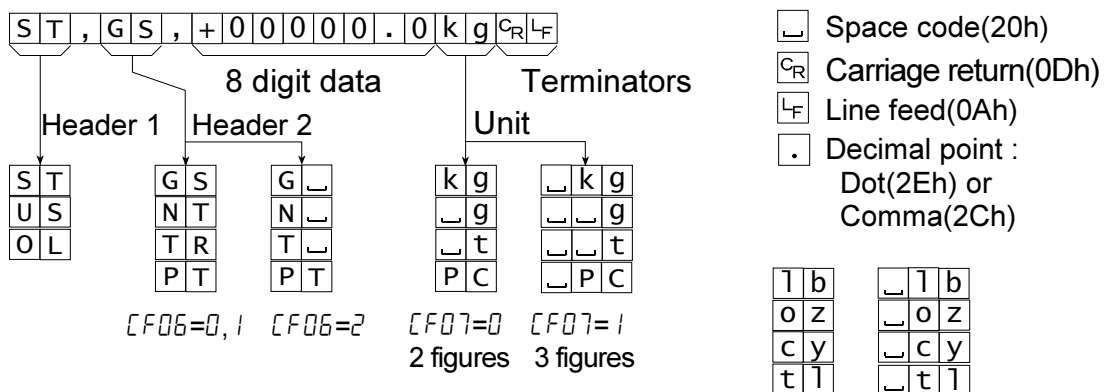 ST,GS,+00000.0kgCRLF
8 digit data
Terminators
Header 1
Header 2
Unit
ST
US
OL
GS
NT
TR
PT
G␣
N␣
T␣
PT
kg
␣g
␣t
PC
␣kg
␣␣g
␣␣t
␣PC
CF06=0, 1
CF06=2
CF07=0
CF07=1
2 figures
3 figures
␣ Space code(20h)
CR Carriage return(0Dh)
LF Line feed(0Ah)
. Decimal point :
Dot(2Eh) or
Comma(2Ch)
lb
oz
cy
tl
␣lb
␣oz
␣cy
␣tl